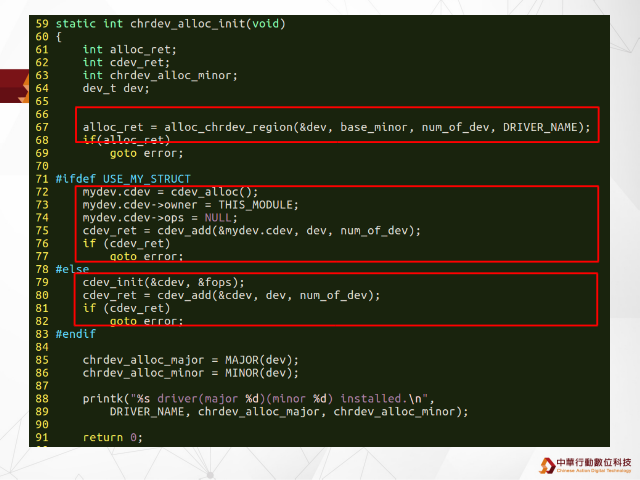 59 static int chrdev_alloc_init(void)
60 {
61     int alloc_ret;
62     int cdev_ret;
63     int chrdev_alloc_minor;
64     dev_t dev;
65
66
67     alloc_ret = alloc_chrdev_region(&dev, base_minor, num_of_dev, DRIVER_NAME);
68     if(alloc_ret)
69         goto error;
70
71 #ifdef USE_MY_STRUCT
72     mydev.cdev = cdev_alloc();
73     mydev.cdev->owner = THIS_MODULE;
74     mydev.cdev->ops = NULL;
75     cdev_ret = cdev_add(&mydev.cdev, dev, num_of_dev);
76     if (cdev_ret)
77         goto error;
78 #else
79     cdev_init(&cdev, &fops);
80     cdev_ret = cdev_add(&cdev, dev, num_of_dev);
81     if (cdev_ret)
82         goto error;
83 #endif
84
85     chrdev_alloc_major = MAJOR(dev);
86     chrdev_alloc_minor = MINOR(dev);
87
88     printk("%s driver(major %d)(minor %d) installed.\n",
89         DRIVER_NAME, chrdev_alloc_major, chrdev_alloc_minor);
90
91     return 0;
中華行動數位科技
Chinese Action Digital Technology